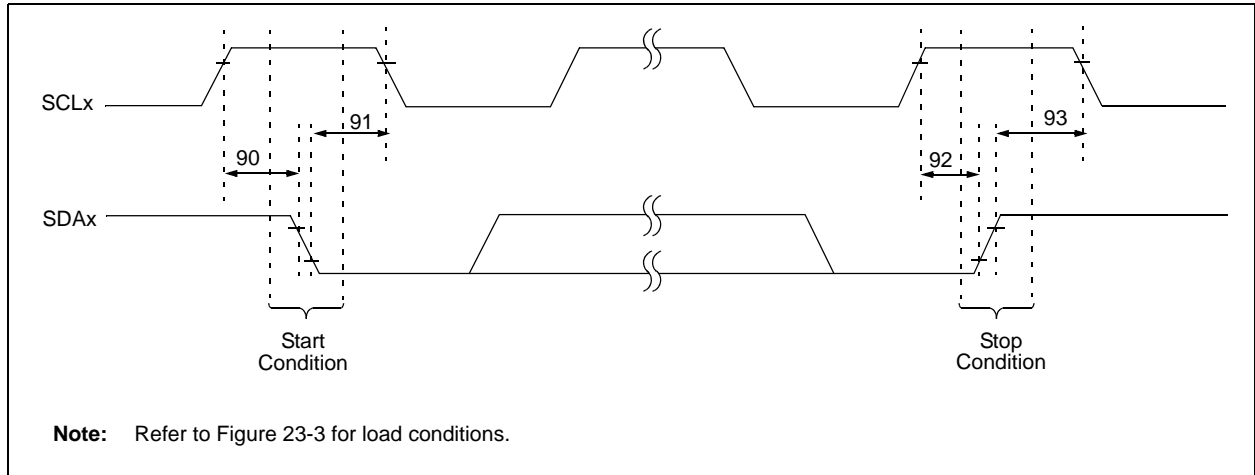 SCLx
91
93
90
92
SDAx
Start
Condition
Stop
Condition
Note: Refer to Figure 23-3 for load conditions.